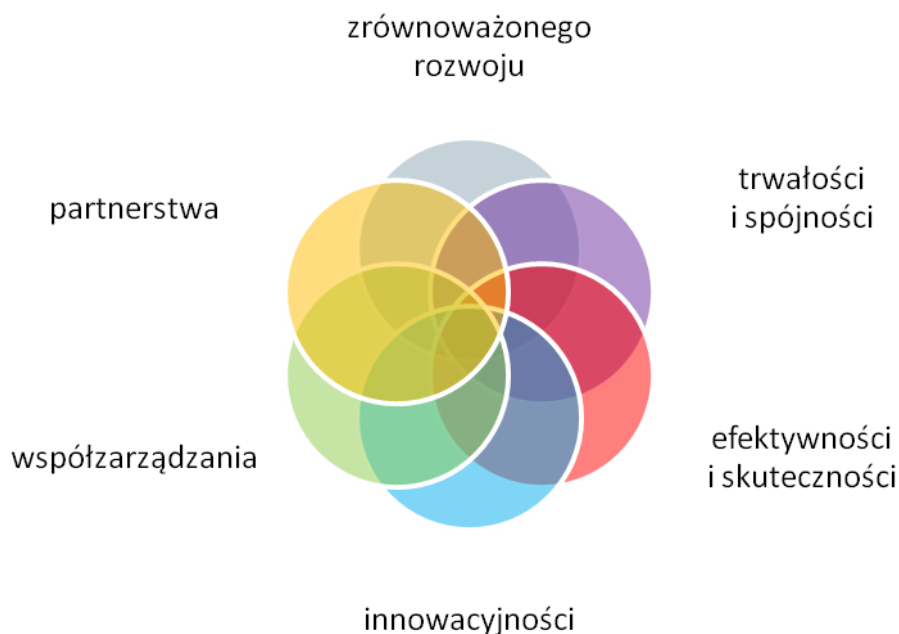 zrównoważonego
rozwoju
trwałości
i spójności
efektywności
i skuteczności
innowacyjności
współzarządzania
partnerstwa